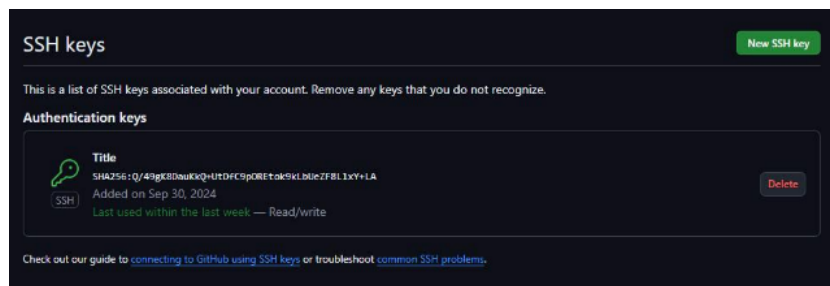 SSH keys
New SSH key
This is a list of SSH keys associated with your account. Remove any keys that you do not recognize.
Authentication keys
Title
SHA256:Q/49gK8DauKkQ+UtDfC9pOREtok9kLbUeZF8L1xY+LA
Added on Sep 30, 2024
SSH
Last used within the last week — Read/write
Delete
Check out our guide to connecting to GitHub using SSH keys or troubleshoot common SSH problems.